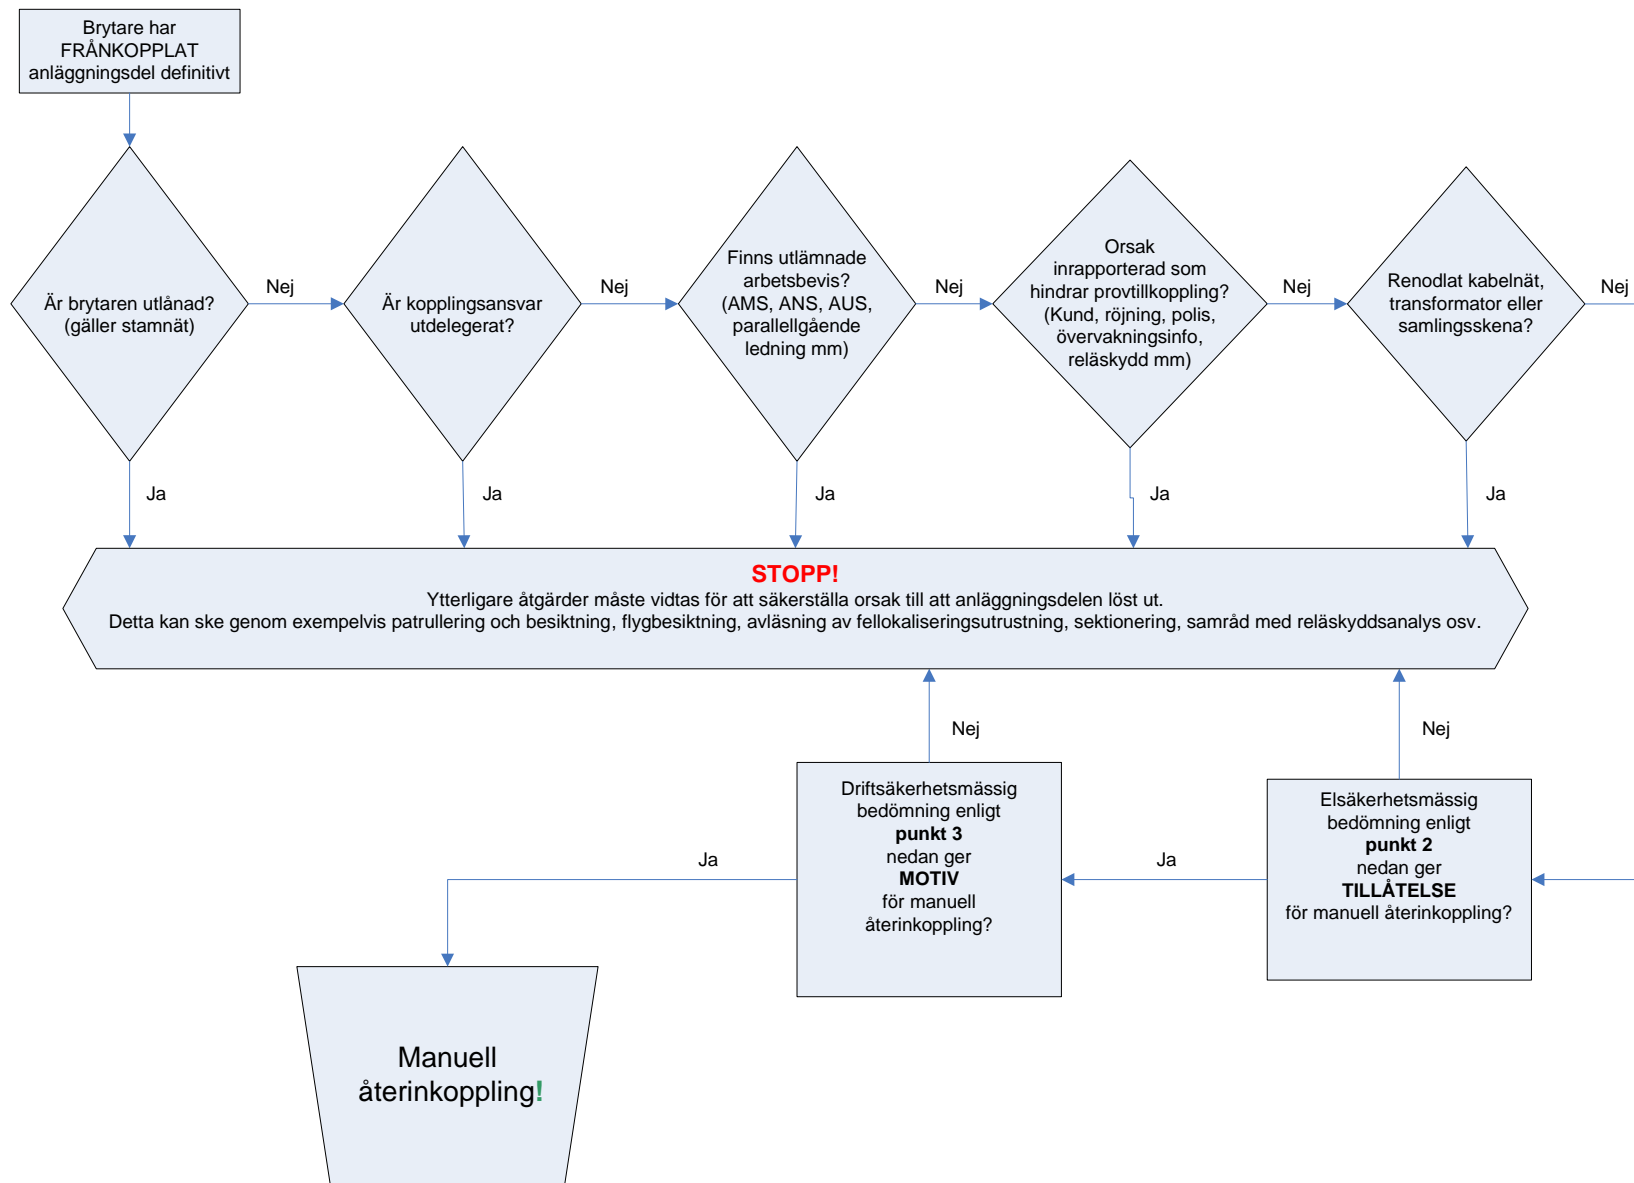 Brytare har
FRÅNKOPPLAT
anläggningsdel definitivt
Är brytaren utlånad?
(gäller stamnät)
Nej
Är kopplingsansvar
utdelegerat?
Nej
Finns utlämnade
arbetsbevis?
(AMS, ANS, AUS,
parallellgående
ledning mm)
Nej
Orsak
inrapporterad som
hindrar provtillkoppling?
(Kund, röjning, polis,
övervakningsinfo,
reläskydd mm)
Nej
Renodlat kabelnät,
transformator eller
samlingsskena?
Nej
Ja
Ja
Ja
Ja
Ja
STOPP!
Ytterligare åtgärder måste vidtas för att säkerställa orsak till att anläggningsdelen löst ut.
Detta kan ske genom exempelvis patrullering och besiktning, flygbesiktning, avläsning av fellokaliseringsutrustning, sektionering, samråd med reläskyddsanalys osv.
Nej
Nej
Driftsäkerhetsmässig
bedömning enligt
punkt 3
nedan ger
MOTIV
för manuell
återinkoppling?
Elsäkerhetsmässig
bedömning enligt
punkt 2
nedan ger
TILLÅTELSE
för manuell återinkoppling?
Ja
Ja
Manuell
återinkoppling!